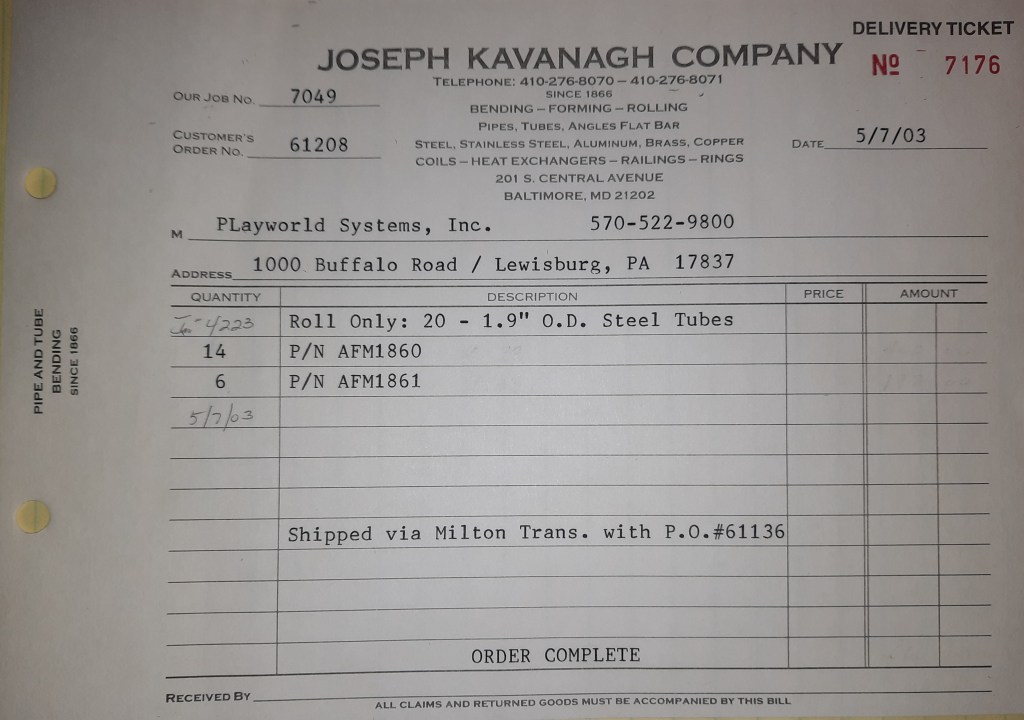 DELIVERY TICKET
JOSEPH KAVANAGH COMPANY
Nº 7176
TELEPHONE: 410-276-8070 – 410-276-8071
SINCE 1866
OUR JOB NO. 7049
BENDING – FORMING – ROLLING
PIPES, TUBES, ANGLES FLAT BAR
CUSTOMER'S
ORDER NO. 61208
STEEL, STAINLESS STEEL, ALUMINUM, BRASS, COPPER
DATE 5/7/03
COILS – HEAT EXCHANGERS – RAILINGS – RINGS
201 S. CENTRAL AVENUE
BALTIMORE, MD 21202
M PLayworld Systems, Inc. 570-522-9800
ADDRESS 1000 Buffalo Road / Lewisburg, PA 17837
QUANTITY DESCRIPTION PRICE AMOUNT
4/223 Roll Only: 20 - 1.9" O.D. Steel Tubes
14 P/N AFM1860
6 P/N AFM1861
5/7/03
Shipped via Milton Trans. with P.O.#61136
ORDER COMPLETE
RECEIVED BY
ALL CLAIMS AND RETURNED GOODS MUST BE ACCOMPANIED BY THIS BILL
PIPE AND TUBE
BENDING
SINCE 1866